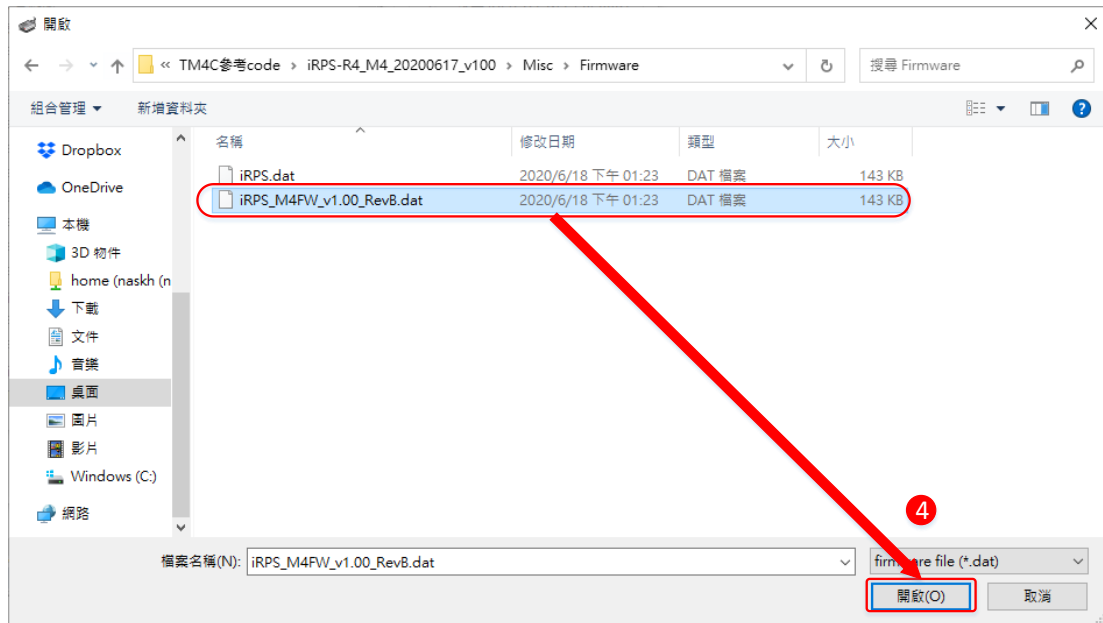 開啟
« TM4C參考code › iRPS-R4_M4_20200617_v100 › Misc › Firmware
搜尋 Firmware
組合管理 新增資料夾
名稱 修改日期 類型 大小
iRPS.dat 2020/6/18 下午 01:23 DAT 檔案 143 KB
iRPS_M4FW_v1.00_RevB.dat 2020/6/18 下午 01:23 DAT 檔案 143 KB
Dropbox
OneDrive
本機
3D 物件
home (naskh (n
下載
文件
音樂
桌面
圖片
影片
Windows (C:)
網路
4
檔案名稱(N): iRPS_M4FW_v1.00_RevB.dat
firmware file (*.dat)
開啟(O) 取消